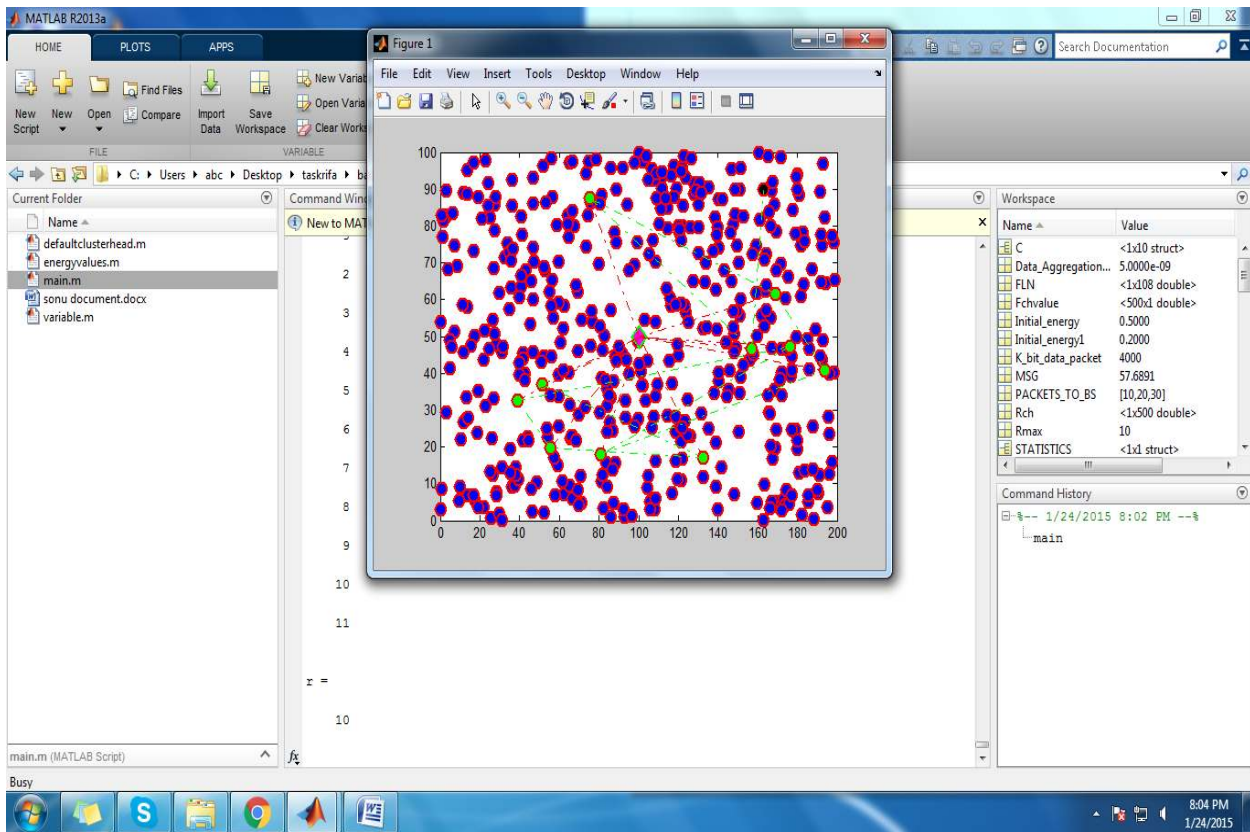 MATLAB R2013a
HOME PLOTS APPS
Search Documentation
New Script
New
Open
Find Files
Compare
Import Data
Save Workspace
New Variab
Open Varia
Clear Works
FILE VARIABLE
C: Users abc Desktop taskrifa ba
Current Folder
Name
defaultclusterhead.m
energyvalues.m
main.m
sonu document.docx
variable.m
main.m (MATLAB Script)
Busy
Command Wind
New to MAT
2
3
4
5
6
7
8
9
10
11
r =
10
fx
Figure 1
File Edit View Insert Tools Desktop Window Help
100
90
80
70
60
50
40
30
20
10
0
0 20 40 60 80 100 120 140 160 180 200
Workspace
Name Value
C <1x10 struct>
Data_Aggregation... 5.0000e-09
FLN <1x108 double>
Fchvalue <500x1 double>
Initial_energy 0.5000
Initial_energy1 0.2000
K_bit_data_packet 4000
MSG 57.6891
PACKETS_TO_BS [10,20,30]
Rch <1x500 double>
Rmax 10
STATISTICS <1x1 struct>
Command History
%-- 1/24/2015 8:02 PM --%
main
8:04 PM
1/24/2015